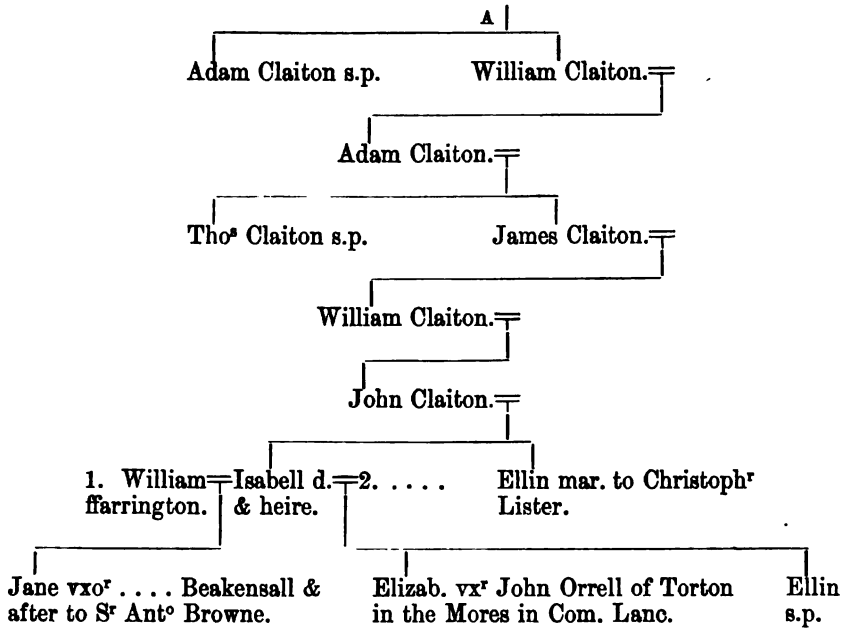 A
Adam Claiton s.p. William Claiton.
Adam Claiton.
Thoˢ Claiton s.p. James Claiton.
William Claiton.
John Claiton.
1. William Isabell d. 2. . . . . . Ellin mar. to Christophʳ
ffarrington. & heire. Lister.
Jane vxoʳ . . . . Beakensall & Elizab. vxʳ John Orrell of Torton Ellin
after to Sʳ Antᵒ Browne. in the Mores in Com. Lanc. s.p.